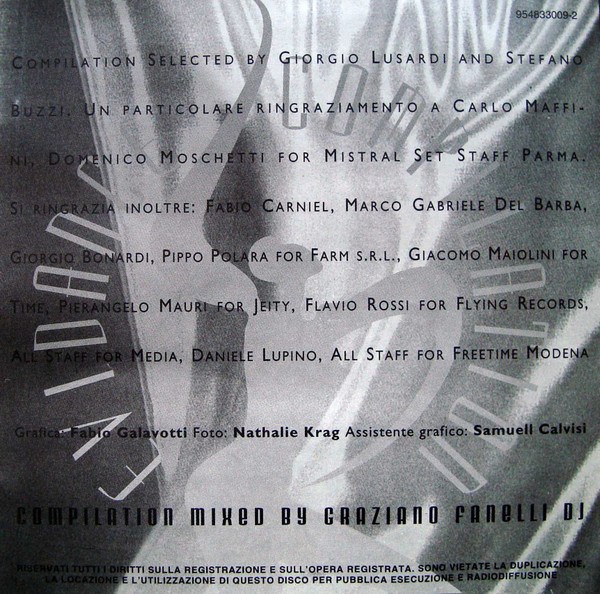 954833009-2
Compilation Selected by Giorgio Lusardi and Stefano
Buzzi. Un particolare ringraziamento a Carlo Maffi-
ni, Domenico Moschetti for Mistral Set Staff Parma.
Si ringrazia inoltre: Fabio Carniel, Marco Gabriele Del Barba,
Giorgio Bonardi, Pippo Polara for Farm s.r.l., Giacomo Maiolini for
Time, Pierangelo Mauri for Jeity, Flavio Rossi for Flying Records,
All Staff for Media, Daniele Lupino, All Staff for Freetime Modena
Grafica: Fabio Galavotti Foto: Nathalie Krag Assistente grafico: Samuell Calvisi
COMPILATION MIXED BY GRAZIANO FANELLI DJ
RISERVATI TUTTI I DIRITTI SULLA REGISTRAZIONE E SULL'OPERA REGISTRATA. SONO VIETATE LA DUPLICAZIONE,
LA LOCAZIONE E L'UTILIZZAZIONE DI QUESTO DISCO PER PUBBLICA ESECUZIONE E RADIODIFFUSIONE